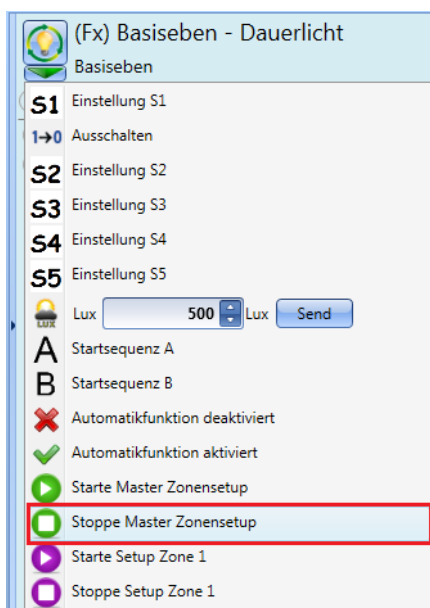 (Fx) Basiseben - Dauerlicht
Basiseben
S1 Einstellung S1
1→0 Ausschalten
S2 Einstellung S2
S3 Einstellung S3
S4 Einstellung S4
S5 Einstellung S5
LUX Lux 500 Lux Send
A Startsequenz A
B Startsequenz B
Automatikfunktion deaktiviert
Automatikfunktion aktiviert
Starte Master Zonensetup
Stoppe Master Zonensetup
Starte Setup Zone 1
Stoppe Setup Zone 1